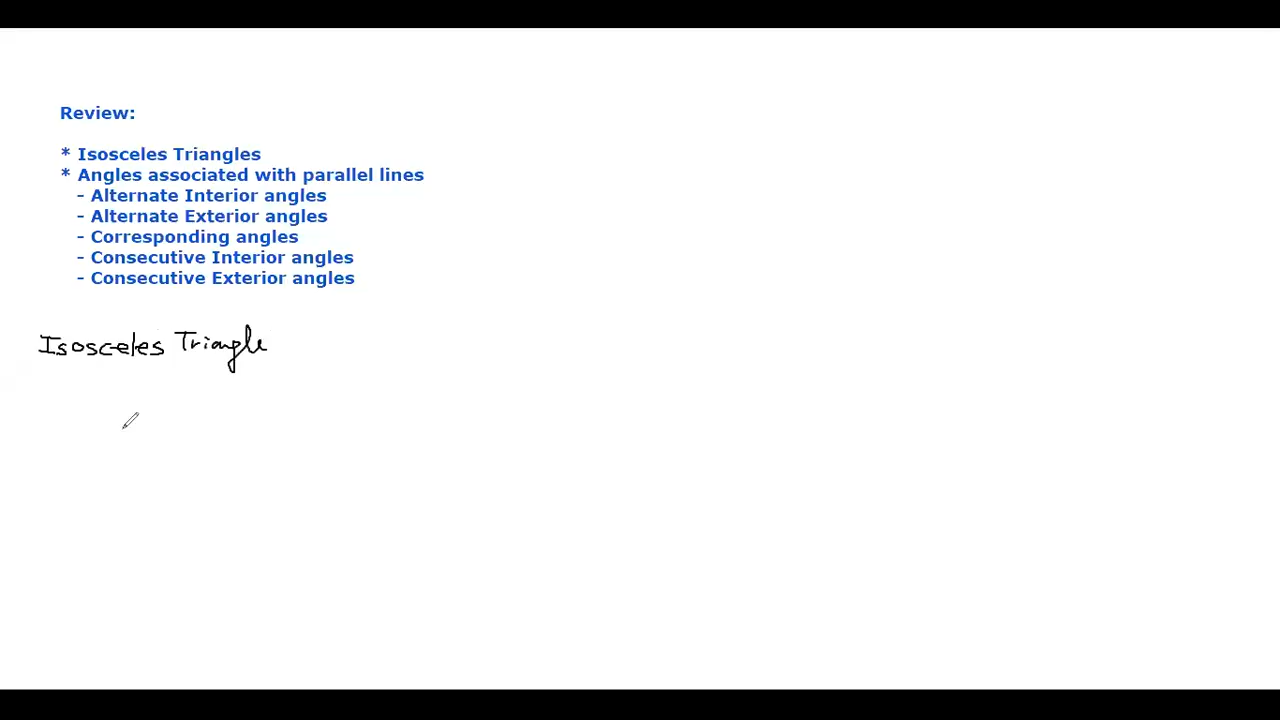 Review:
* Isosceles Triangles
* Angles associated with parallel lines
- Alternate Interior angles
- Alternate Exterior angles
- Corresponding angles
- Consecutive Interior angles
- Consecutive Exterior angles
Isosceles Triangle